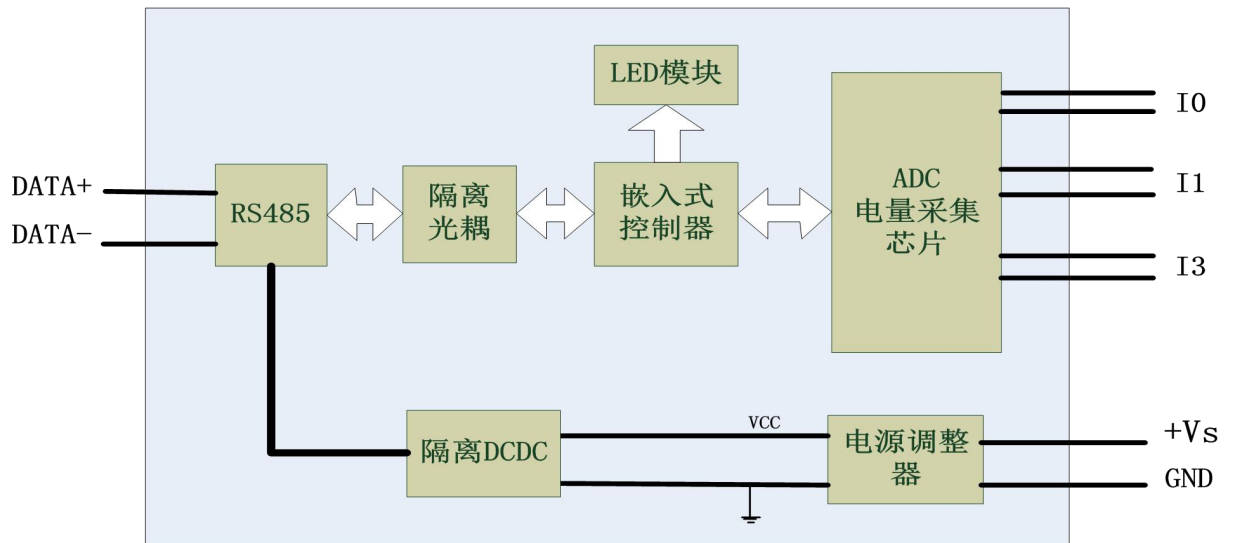 LED模块
DATA+
DATA-
RS485
隔离
光耦
嵌入式
控制器
ADC
电量采集
芯片
I0
I1
I3
隔离DCDC
VCC
电源调整
器
+Vs
GND